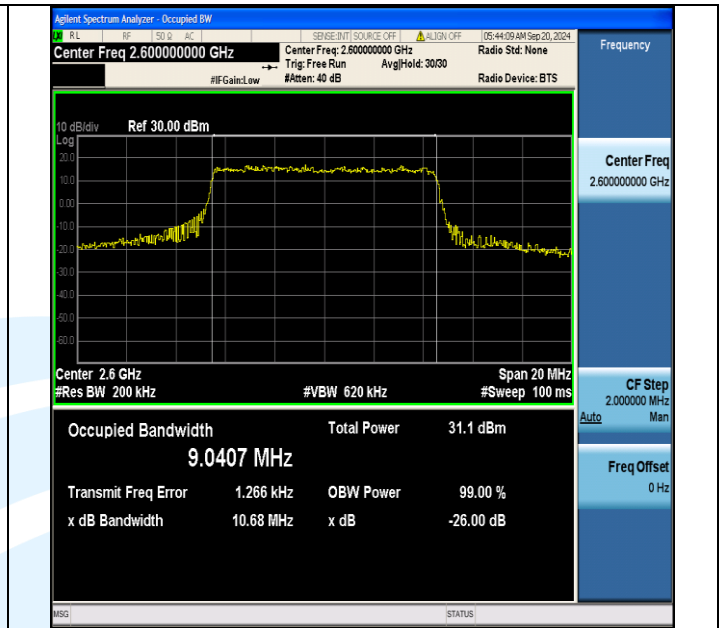 Agilent Spectrum Analyzer - Occupied BW
RL RF 50 Ω AC SENSE:INT SOURCE OFF ALIGN OFF 05:44:09 AM Sep 20, 2024
Center Freq 2.600000000 GHz
Center Freq: 2.600000000 GHz
Radio Std: None
Trig: Free Run
Avg|Hold: 30/30
#IFGain:Low
#Atten: 40 dB
Radio Device: BTS
10 dB/div
Ref 30.00 dBm
Log
20.0
10.0
0.00
-10.0
-20.0
-30.0
-40.0
-50.0
-60.0
Center 2.6 GHz
Span 20 MHz
#Res BW 200 kHz
#VBW 620 kHz
#Sweep 100 ms
Occupied Bandwidth
Total Power 31.1 dBm
9.0407 MHz
Transmit Freq Error 1.266 kHz
OBW Power 99.00 %
x dB Bandwidth 10.68 MHz
x dB -26.00 dB
MSG
STATUS
Frequency
Center Freq
2.600000000 GHz
CF Step
2.000000 MHz
Auto Man
Freq Offset
0 Hz